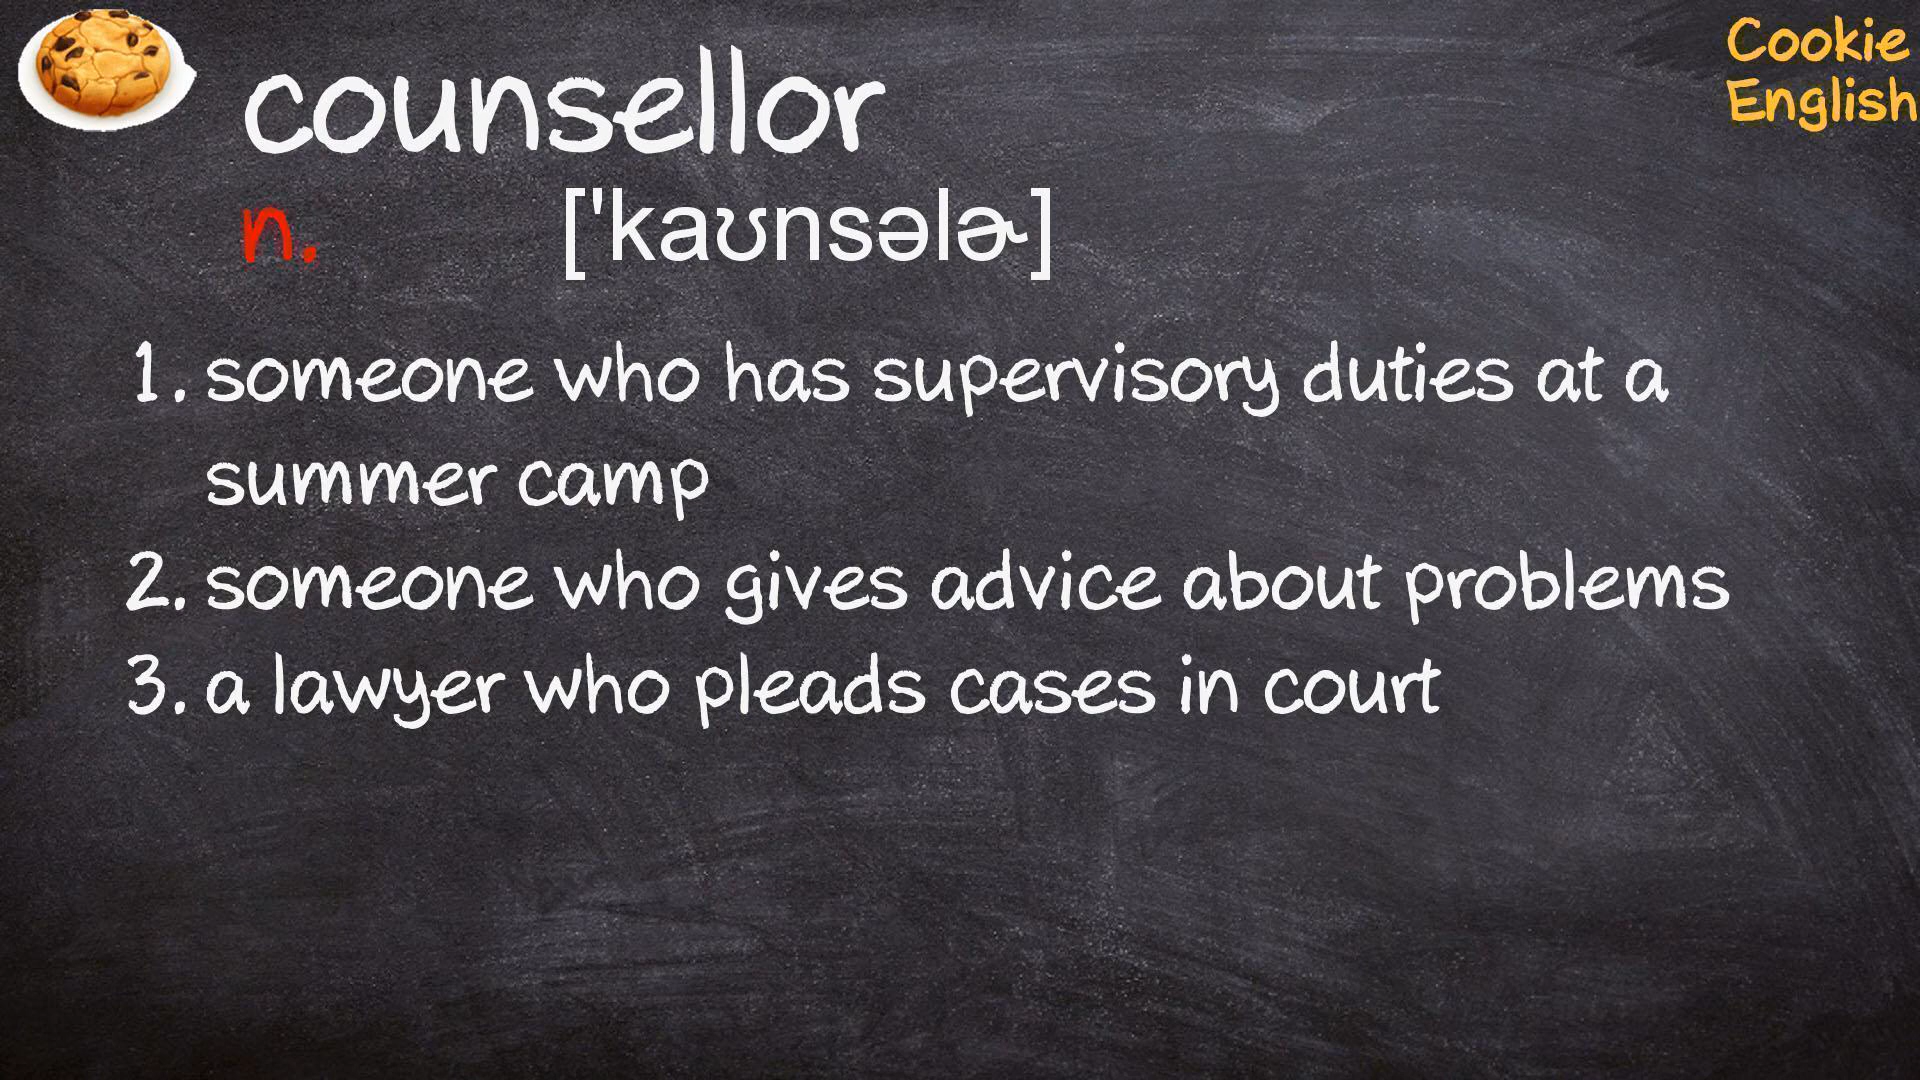 Cookie
English
counsellor
n. ['kaʊnsəlɚ]
1. someone who has supervisory duties at a
summer camp
2. someone who gives advice about problems
3. a lawyer who pleads cases in court